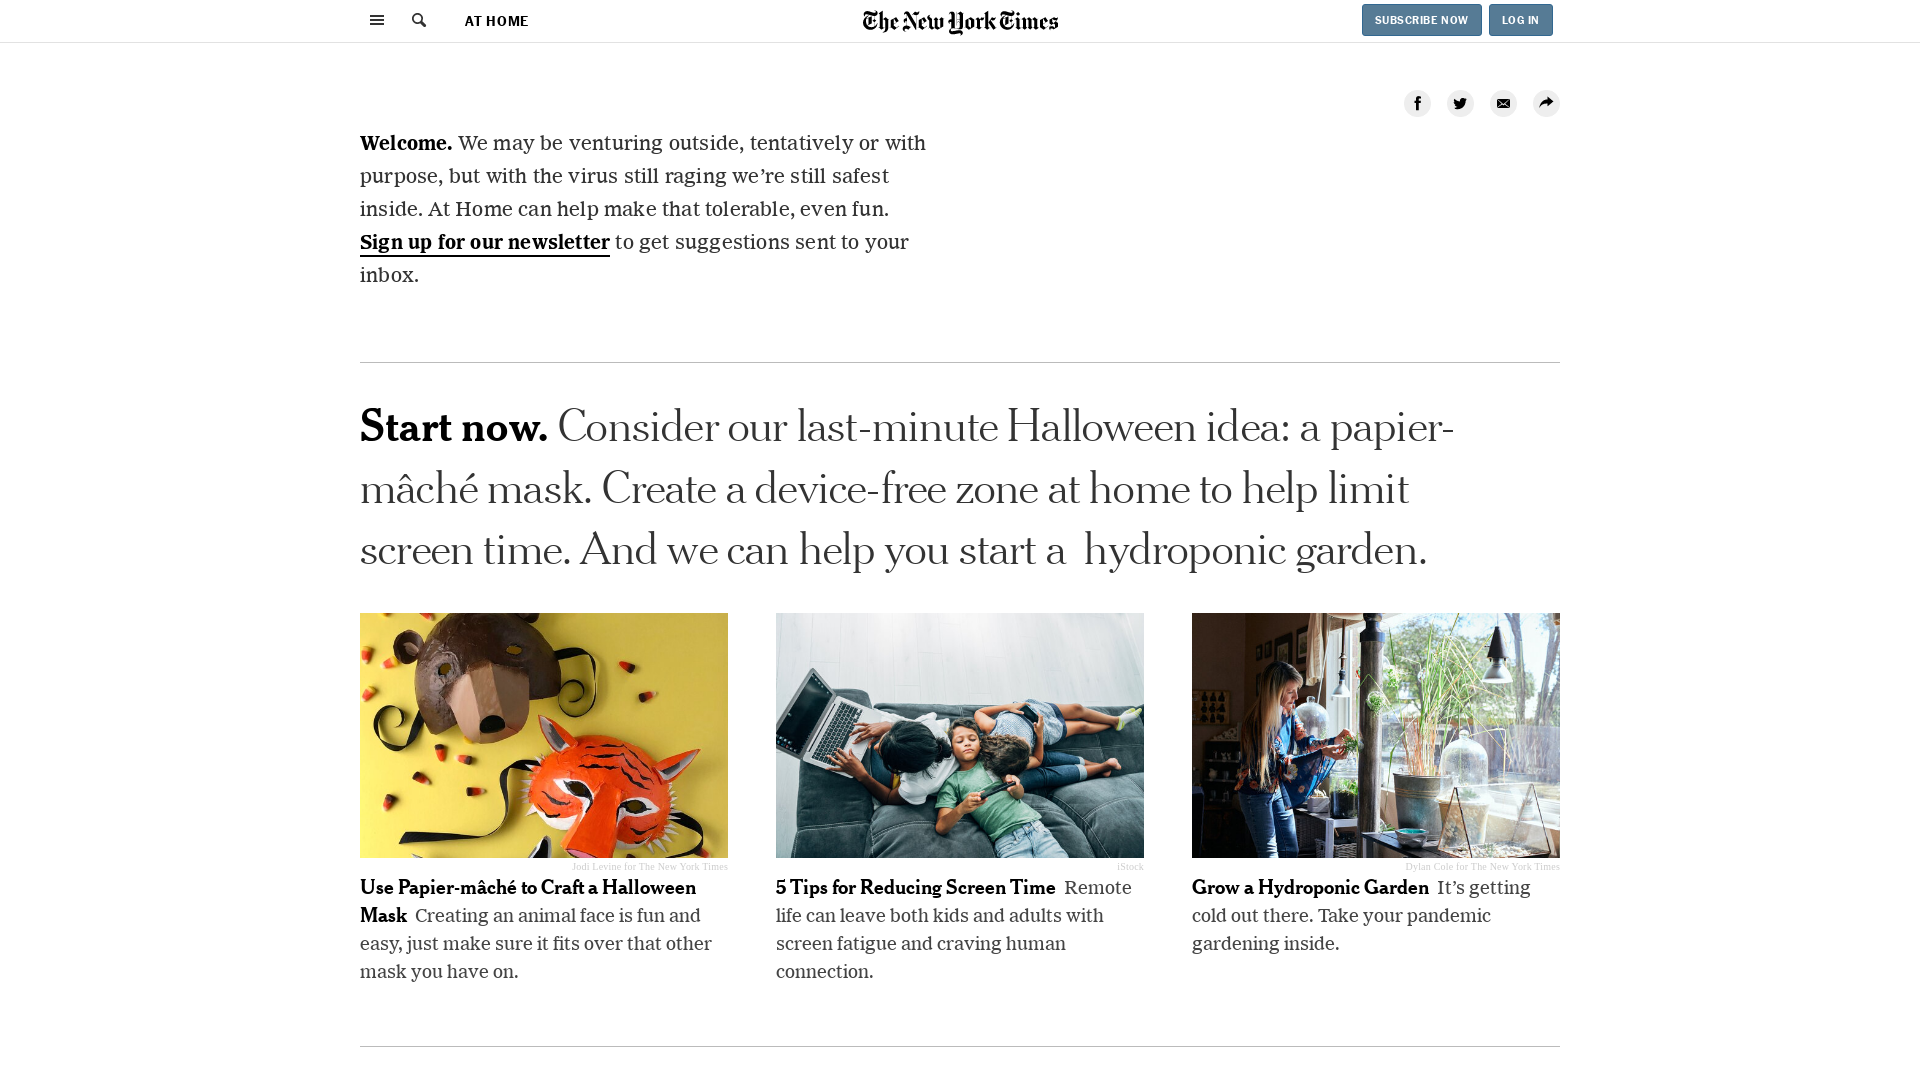 AT HOME
The New York Times
SUBSCRIBE NOW
LOG IN
Welcome. We may be venturing outside, tentatively or with
purpose, but with the virus still raging we’re still safest
inside. At Home can help make that tolerable, even fun.
Sign up for our newsletter to get suggestions sent to your
inbox.
Start now. Consider our last-minute Halloween idea: a papier-
mâché mask. Create a device-free zone at home to help limit
screen time. And we can help you start a hydroponic garden.
Jodi Levine for The New York Times
Use Papier-mâché to Craft a Halloween
Mask Creating an animal face is fun and
easy, just make sure it fits over that other
mask you have on.
iStock
5 Tips for Reducing Screen Time Remote
life can leave both kids and adults with
screen fatigue and craving human
connection.
Dylan Cole for The New York Times
Grow a Hydroponic Garden It’s getting
cold out there. Take your pandemic
gardening inside.